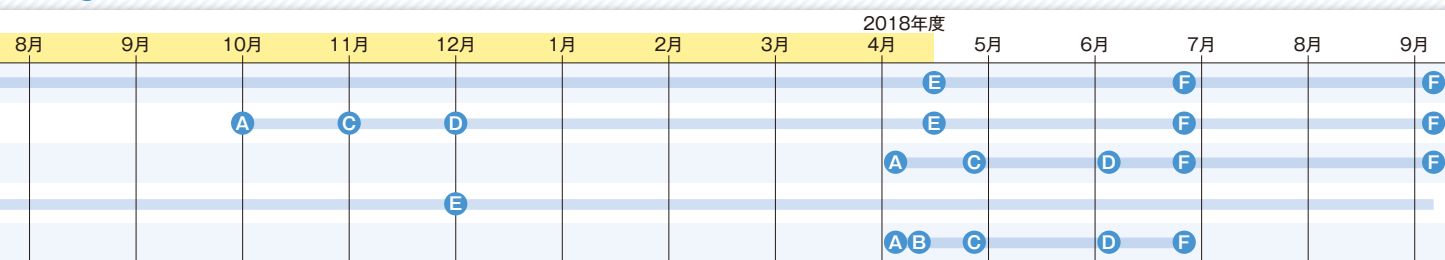 2018年度
8月 9月 10月 11月 12月 1月 2月 3月 4月 5月 6月 7月 8月 9月
E F F
A C D E F F
A C D F F
E
A B C D F